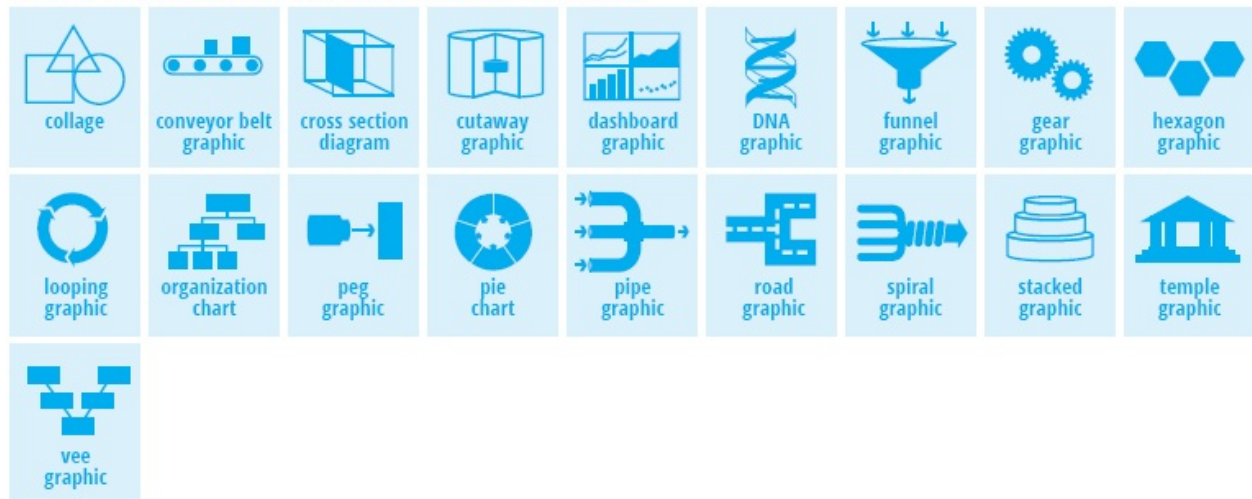 collage
conveyor belt
graphic
cross section
diagram
cutaway
graphic
dashboard
graphic
DNA
graphic
funnel
graphic
gear
graphic
hexagon
graphic
looping
graphic
organization
chart
peg
graphic
pie
chart
pipe
graphic
road
graphic
spiral
graphic
stacked
graphic
temple
graphic
vee
graphic